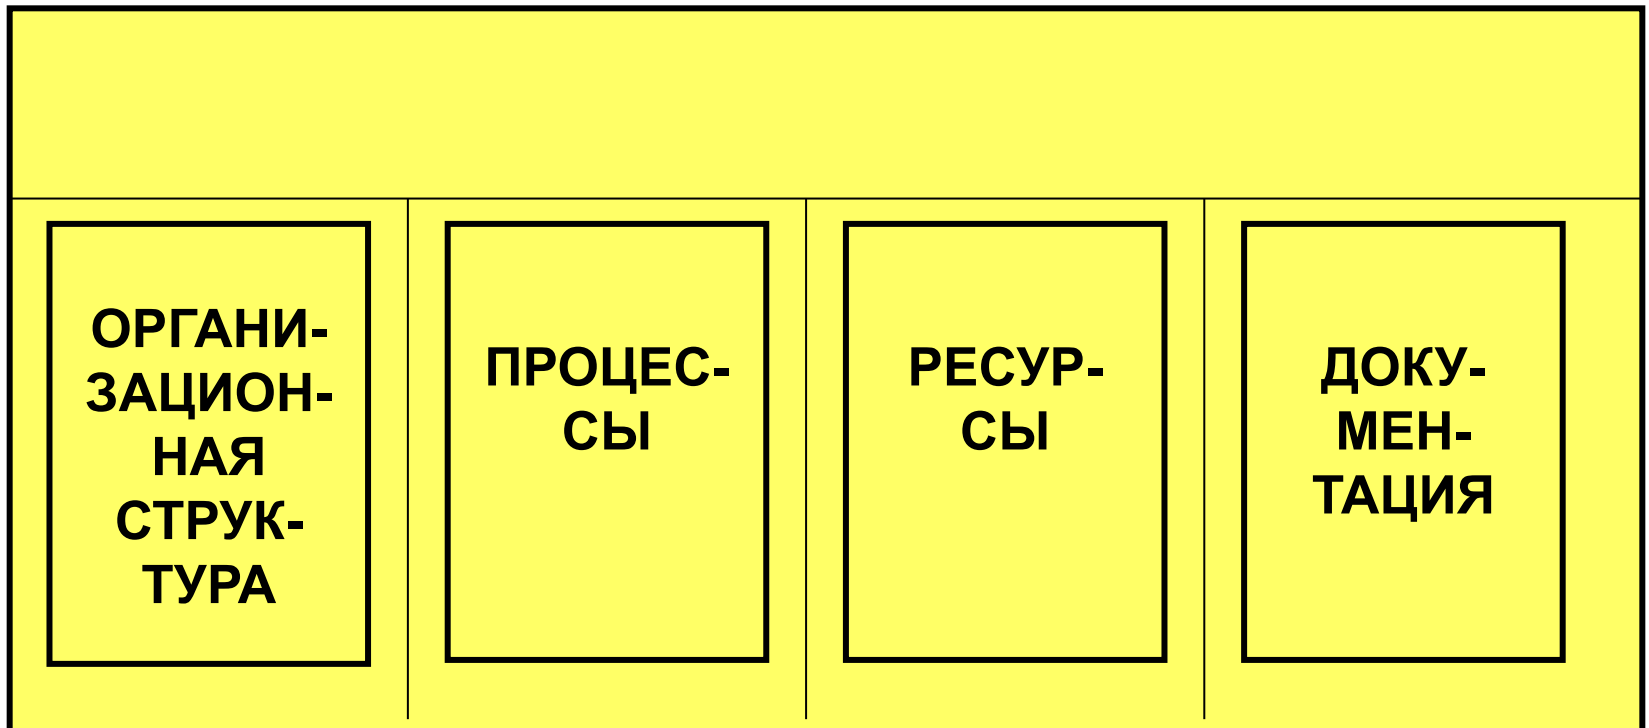 ОРГАНИ-
ЗАЦИОН-
НАЯ
СТРУК-
ТУРА
ПРОЦЕС-
СЫ
РЕСУР-
СЫ
ДОКУ-
МЕН-
ТАЦИЯ